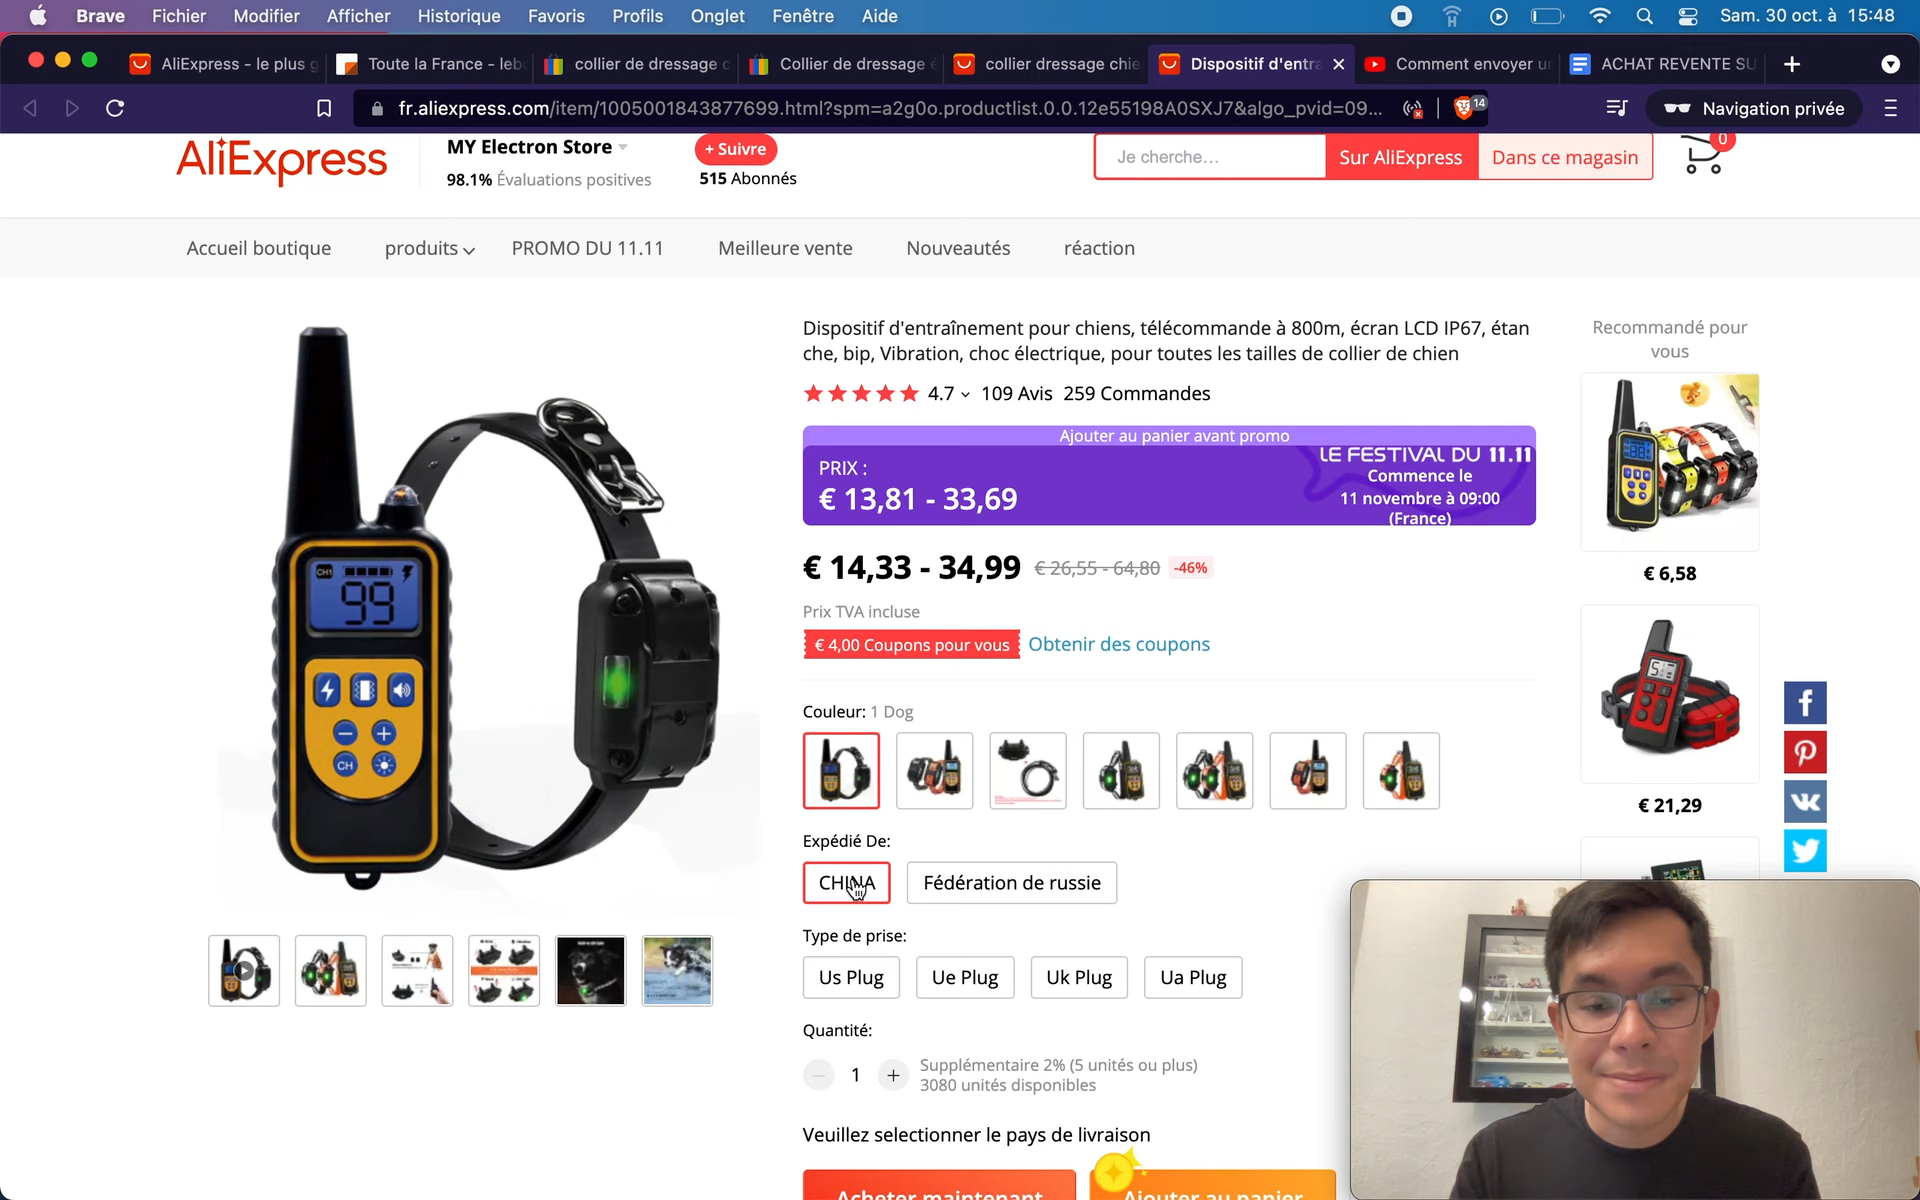 Brave Fichier Modifier Afficher Historique Favoris Profils Onglet Fenêtre Aide
Sam. 30 oct. à 15:48
AliExpress - le plus g
Toute la France - leb
collier de dressage c
Collier de dressage é
collier dressage chie
Dispositif d'entra
Comment envoyer un
ACHAT REVENTE SU
fr.aliexpress.com/item/1005001843877699.html?spm=a2g0o.productlist.0.0.12e55198A0SXJ7&algo_pvid=09...
14
Navigation privée
AliExpress
MY Electron Store
98.1% Évaluations positives
+ Suivre
515 Abonnés
Je cherche...
Sur AliExpress
Dans ce magasin
0
Accueil boutique
produits
PROMO DU 11.11
Meilleure vente
Nouveautés
réaction
Dispositif d'entraînement pour chiens, télécommande à 800m, écran LCD IP67, étan
che, bip, Vibration, choc électrique, pour toutes les tailles de collier de chien
4.7 109 Avis 259 Commandes
Ajouter au panier avant promo
PRIX :
€ 13,81 - 33,69
LE FESTIVAL DU 11.11
Commence le
11 novembre à 09:00
(France)
€ 14,33 - 34,99 € 26,55 - 64,80 -46%
Prix TVA incluse
€ 4,00 Coupons pour vous
Obtenir des coupons
Couleur: 1 Dog
Expédié De:
CHINA
Fédération de russie
Type de prise:
Us Plug
Ue Plug
Uk Plug
Ua Plug
Quantité:
1
Supplémentaire 2% (5 unités ou plus)
3080 unités disponibles
Veuillez selectionner le pays de livraison
Acheter maintenant
Ajouter au panier
CH1
99
CH
Recommandé pour
vous
€ 6,58
€ 21,29